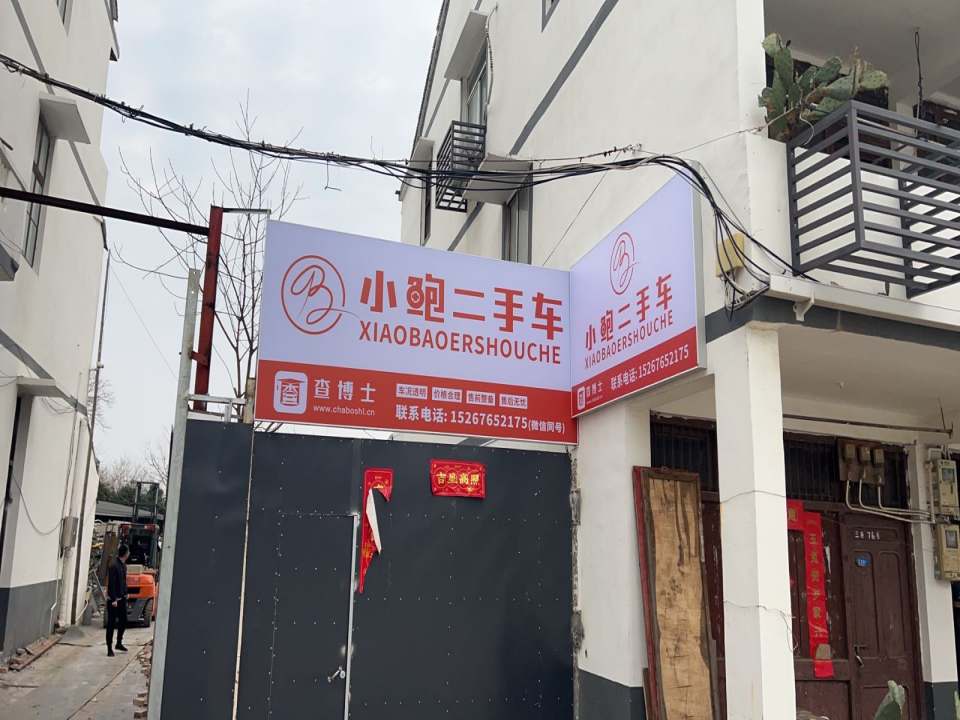 小鲍二手车
XIAOBAOERSHOUCHE
查
查博士
www.chaboshi.cn
车况透明 价格合理 售前整备 售后无忧
联系电话: 15267652175(微信同号)
小鲍二手车
XIAOBAOERSHOUCHE
联系电话: 15267652175
吉星高照